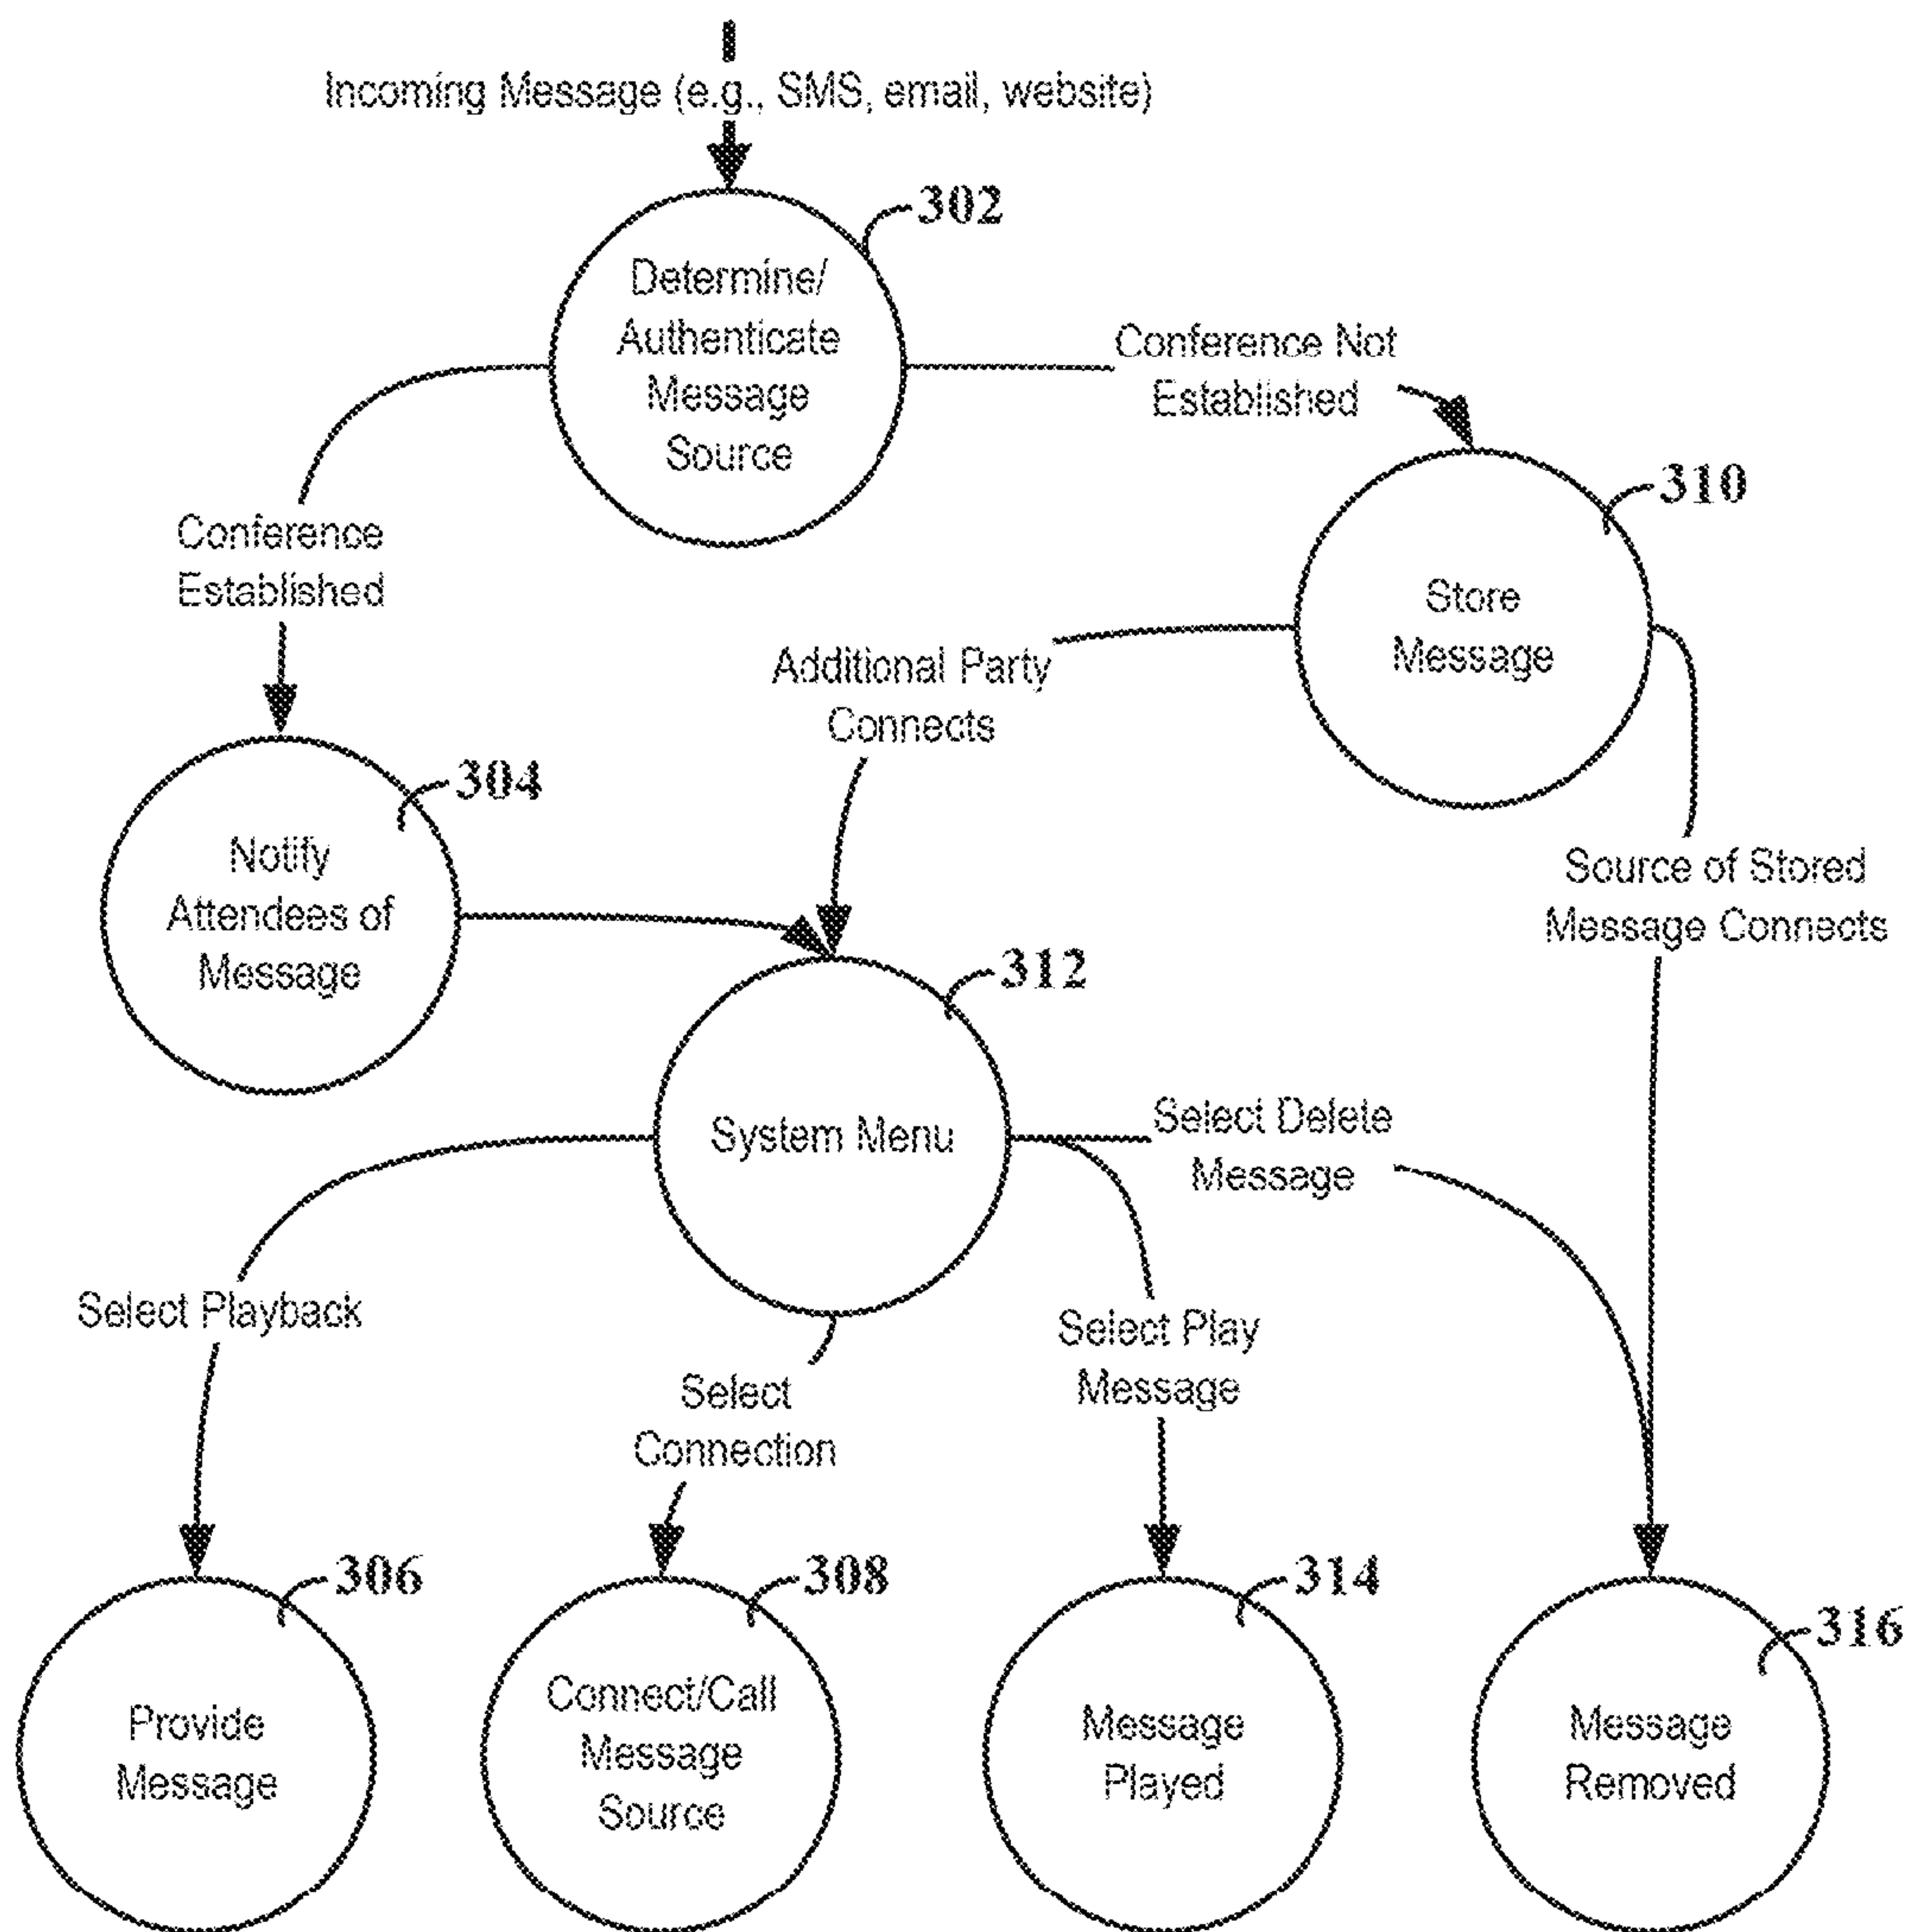 Incoming Message (e.g., SMS, email, website)
302
Determine/
Authenticate
Message
Source
Conference Not
Established
310
Store
Message
Conference
Established
Additional Party
Connects
304
Notify
Attendees of
Message
Source of Stored
Message Connects
312
System Menu
Select Delete
Message
Select Playback
Select
Connection
Select Play
Message
306
Provide
Message
308
Connect/Call
Message
Source
314
Message
Played
316
Message
Removed